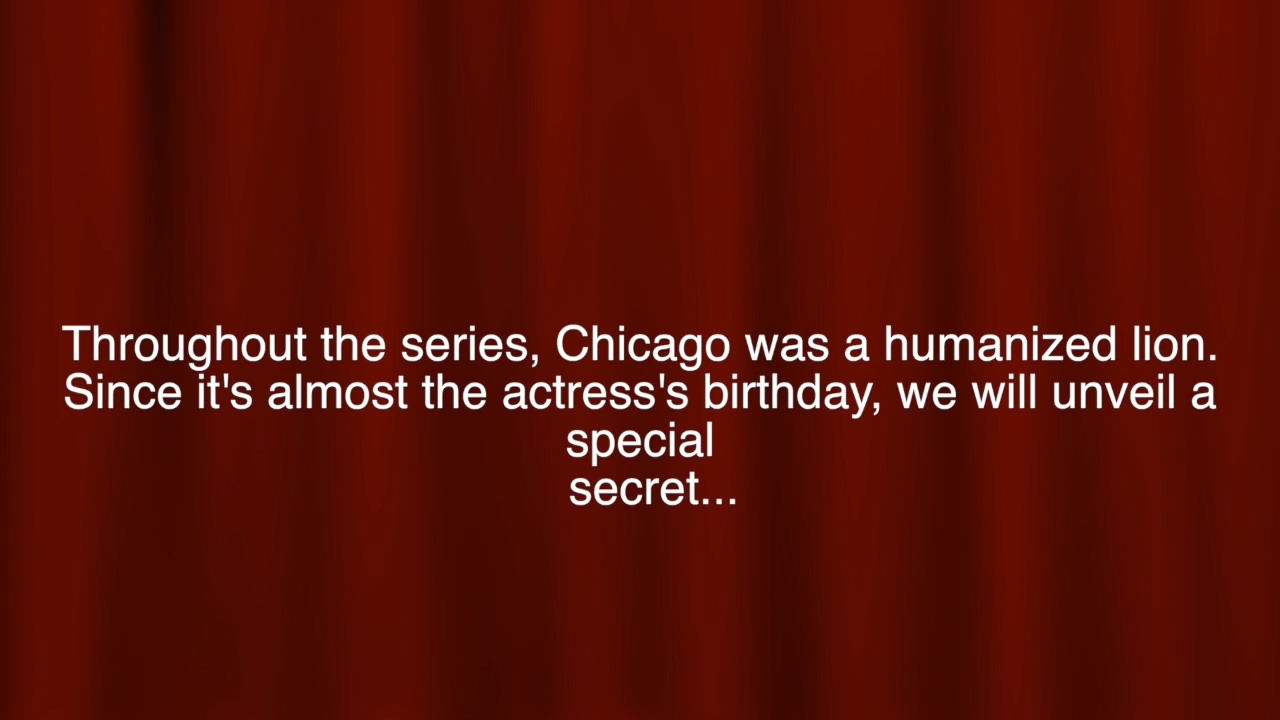 Throughout the series, Chicago was a humanized lion.
Since it's almost the actress's birthday, we will unveil a
special
secret...